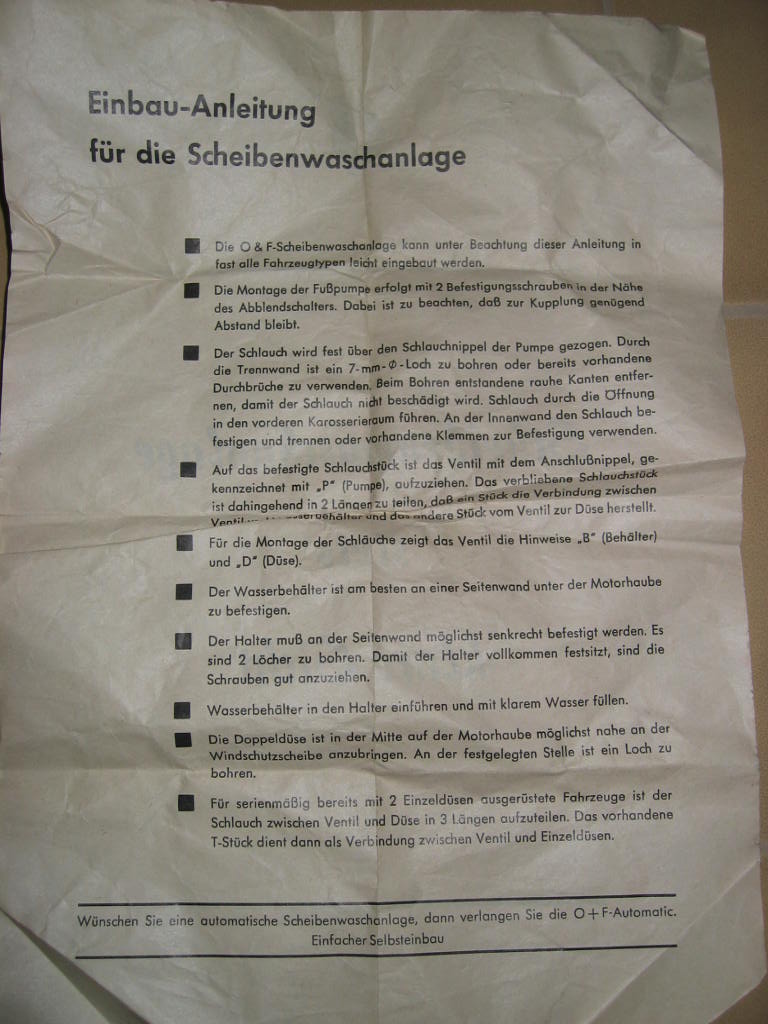 Einbau-Anleitung
für die Scheibenwaschanlage
Die O & F-Scheibenwaschanlage kann unter Beachtung dieser Anleitung in
fast alle Fahrzeugtypen leicht eingebaut werden.
Die Montage der Fußpumpe erfolgt mit 2 Befestigungsschrauben in der Nähe
des Abblendschalters. Dabei ist zu beachten, daß zur Kupplung genügend
Abstand bleibt.
Der Schlauch wird fest über den Schlauchnippel der Pumpe gezogen. Durch
die Trennwand ist ein 7-mm-Φ-Loch zu bohren oder bereits vorhandene
Durchbrüche zu verwenden. Beim Bohren entstandene rauhe Kanten entfer-
nen, damit der Schlauch nicht beschädigt wird. Schlauch durch die Öffnung
in den vorderen Karosserieraum führen. An der Innenwand den Schlauch be-
festigen und trennen oder vorhandene Klemmen zur Befestigung verwenden.
Auf das befestigte Schlauchstück ist das Ventil mit dem Anschlußnippel, ge-
kennzeichnet mit „P“ (Pumpe), aufzuziehen. Das verbliebene Schlauchstück
ist dahingehend in 2 Längen zu teilen, daß ein Stück die Verbindung zwischen
Ventil und das andere Stück vom Ventil zur Düse herstellt.
Für die Montage der Schläuche zeigt das Ventil die Hinweise „B“ (Behälter)
und „D“ (Düse).
Der Wasserbehälter ist am besten an einer Seitenwand unter der Motorhaube
zu befestigen.
Der Halter muß an der Seitenwand möglichst senkrecht befestigt werden. Es
sind 2 Löcher zu bohren. Damit der Halter vollkommen festsitzt, sind die
Schrauben gut anzuziehen.
Wasserbehälter in den Halter einführen und mit klarem Wasser füllen.
Die Doppeldüse ist in der Mitte auf der Motorhaube möglichst nahe an der
Windschutzscheibe anzubringen. An der festgelegten Stelle ist ein Loch zu
bohren.
Für serienmäßig bereits mit 2 Einzeldüsen ausgerüstete Fahrzeuge ist der
Schlauch zwischen Ventil und Düse in 3 Längen aufzuteilen. Das vorhandene
T-Stück dient dann als Verbindung zwischen Ventil und Einzeldüsen.
Wünschen Sie eine automatische Scheibenwaschanlage, dann verlangen Sie die O + F-Automatic.
Einfacher Selbsteinbau